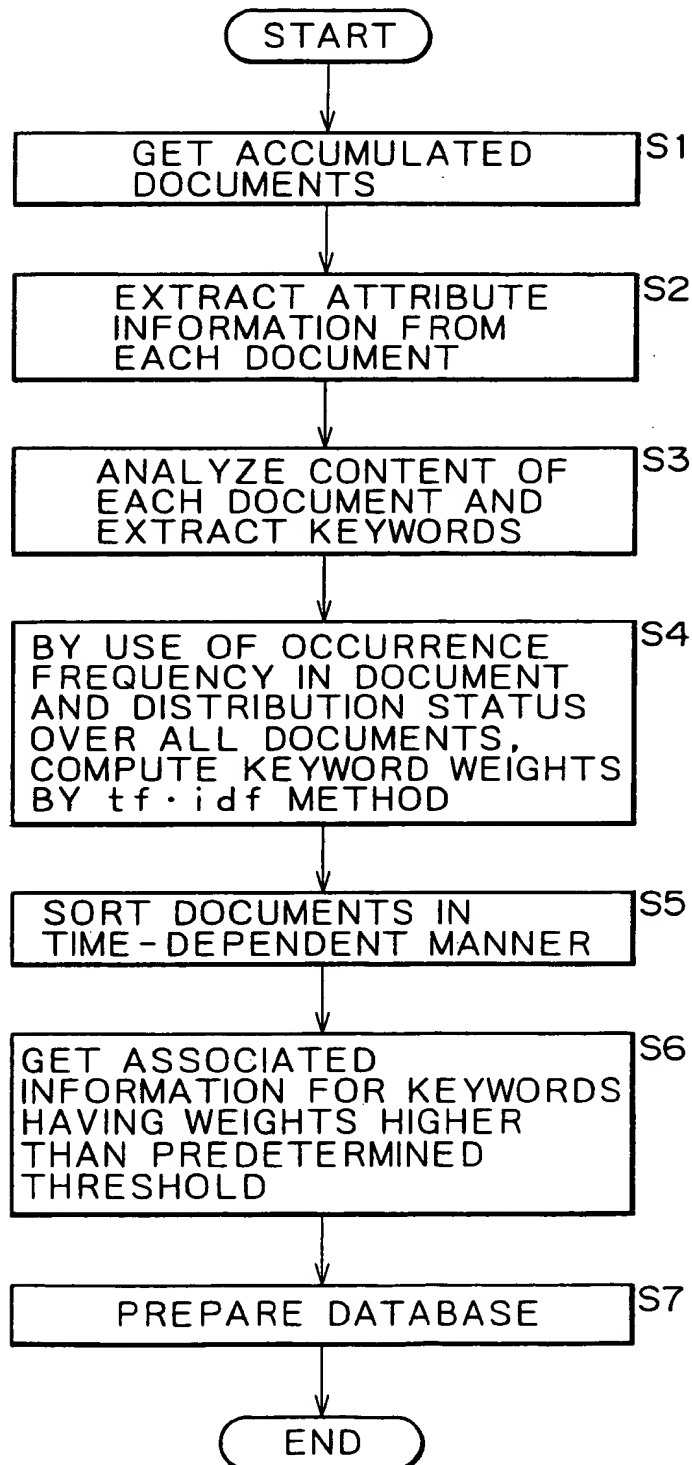 START
GET ACCUMULATED
DOCUMENTS
S1
EXTRACT ATTRIBUTE
INFORMATION FROM
EACH DOCUMENT
S2
ANALYZE CONTENT OF
EACH DOCUMENT AND
EXTRACT KEYWORDS
S3
BY USE OF OCCURRENCE
FREQUENCY IN DOCUMENT
AND DISTRIBUTION STATUS
OVER ALL DOCUMENTS,
COMPUTE KEYWORD WEIGHTS
BY tf·idf METHOD
S4
SORT DOCUMENTS IN
TIME-DEPENDENT MANNER
S5
GET ASSOCIATED
INFORMATION FOR KEYWORDS
HAVING WEIGHTS HIGHER
THAN PREDETERMINED
THRESHOLD
S6
PREPARE DATABASE
S7
END